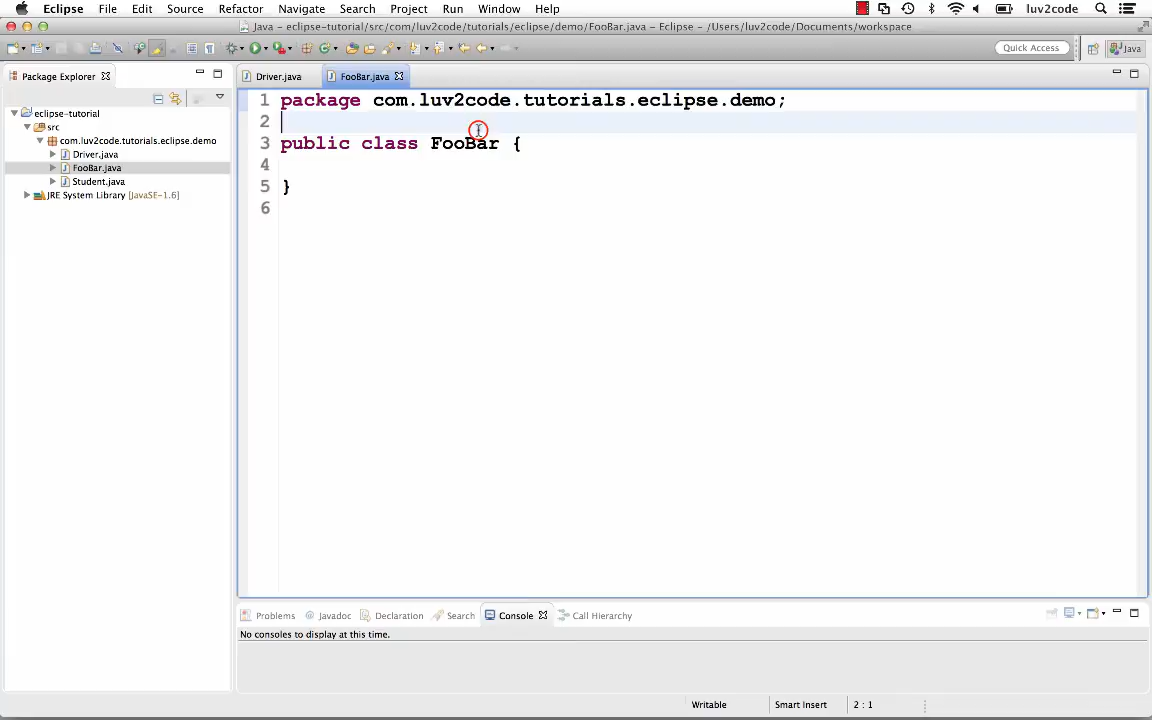 Eclipse File Edit Source Refactor Navigate Search Project Run Window Help luv2code
Java – eclipse-tutorial/src/com/luv2code/tutorials/eclipse/demo/FooBar.java – Eclipse – /Users/luv2code/Documents/workspace
Quick Access Java
Package Explorer
eclipse-tutorial
src
com.luv2code.tutorials.eclipse.demo
Driver.java
FooBar.java
Student.java
JRE System Library [JavaSE-1.6]
Driver.java FooBar.java
1 package com.luv2code.tutorials.eclipse.demo;
2
3 public class FooBar {
4
5 }
6
Problems Javadoc Declaration Search Console Call Hierarchy
No consoles to display at this time.
Writable Smart Insert 2 : 1